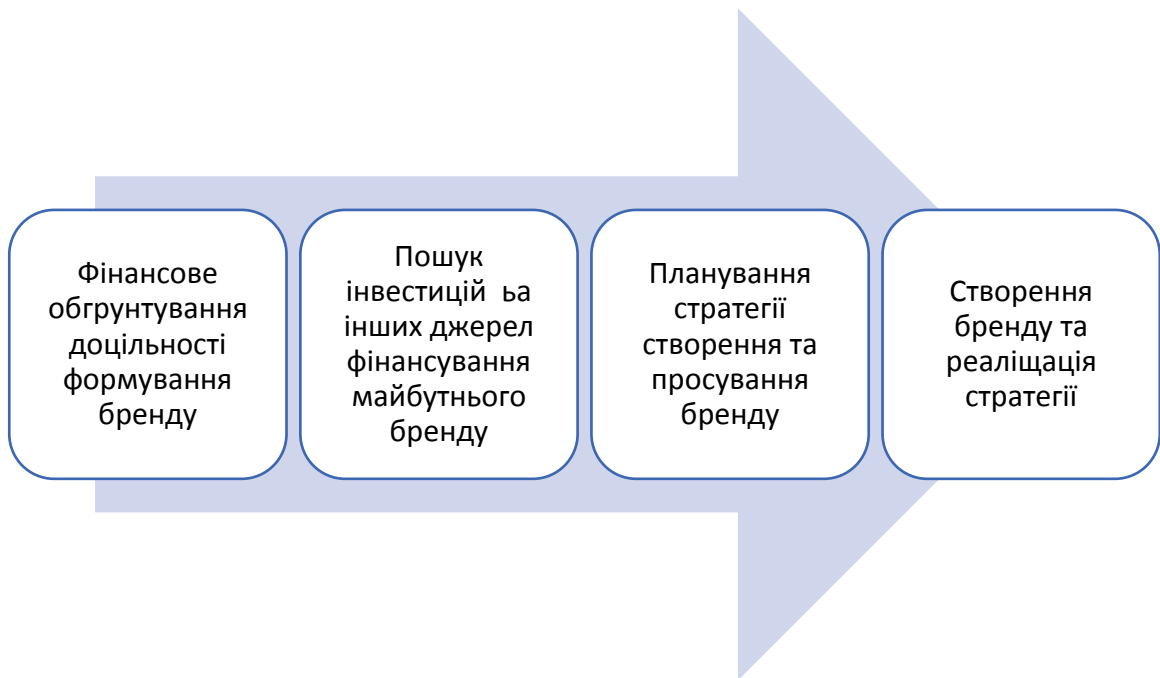 Фінансове
обгрунтування
доцільності
формування
бренду
Пошук
інвестицій ьа
інших джерел
фінансування
майбутнього
бренду
Планування
стратегії
створення та
просування
бренду
Створення
бренду та
реаліщація
стратегії